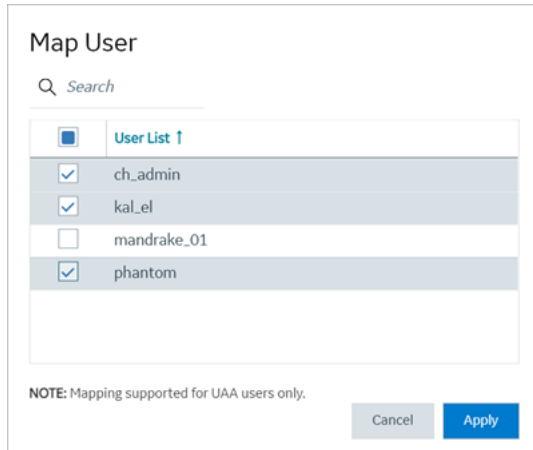 Map User
Search
User List ↑
ch_admin
kal_el
mandrake_01
phantom
NOTE: Mapping supported for UAA users only.
Cancel Apply